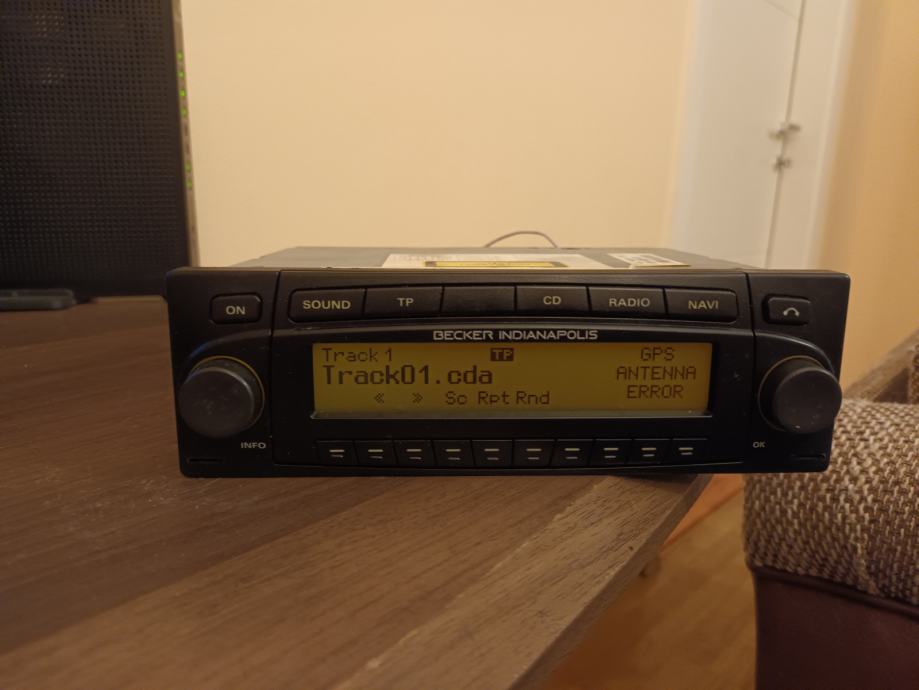 ON
SOUND
TP
CD
RADIO
NAVI
BECKER INDIANAPOLIS
Track 1 TP
Track01.cda
« » Sc Rpt Rnd
GPS
ANTENNA
ERROR
INFO
OK